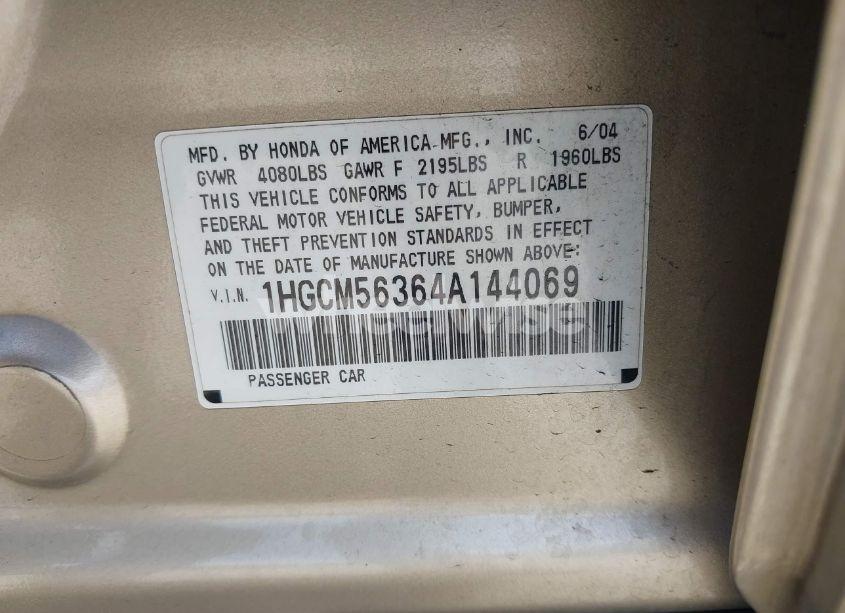 MFD. BY HONDA OF AMERICA MFG., INC. 6/04
GVWR 4080LBS GAWR F 2195LBS R 1960LBS
THIS VEHICLE CONFORMS TO ALL APPLICABLE
FEDERAL MOTOR VEHICLE SAFETY, BUMPER,
AND THEFT PREVENTION STANDARDS IN EFFECT
ON THE DATE OF MANUFACTURE SHOWN ABOVE:
V.I.N. 1HGCM56364A144069
PASSENGER CAR